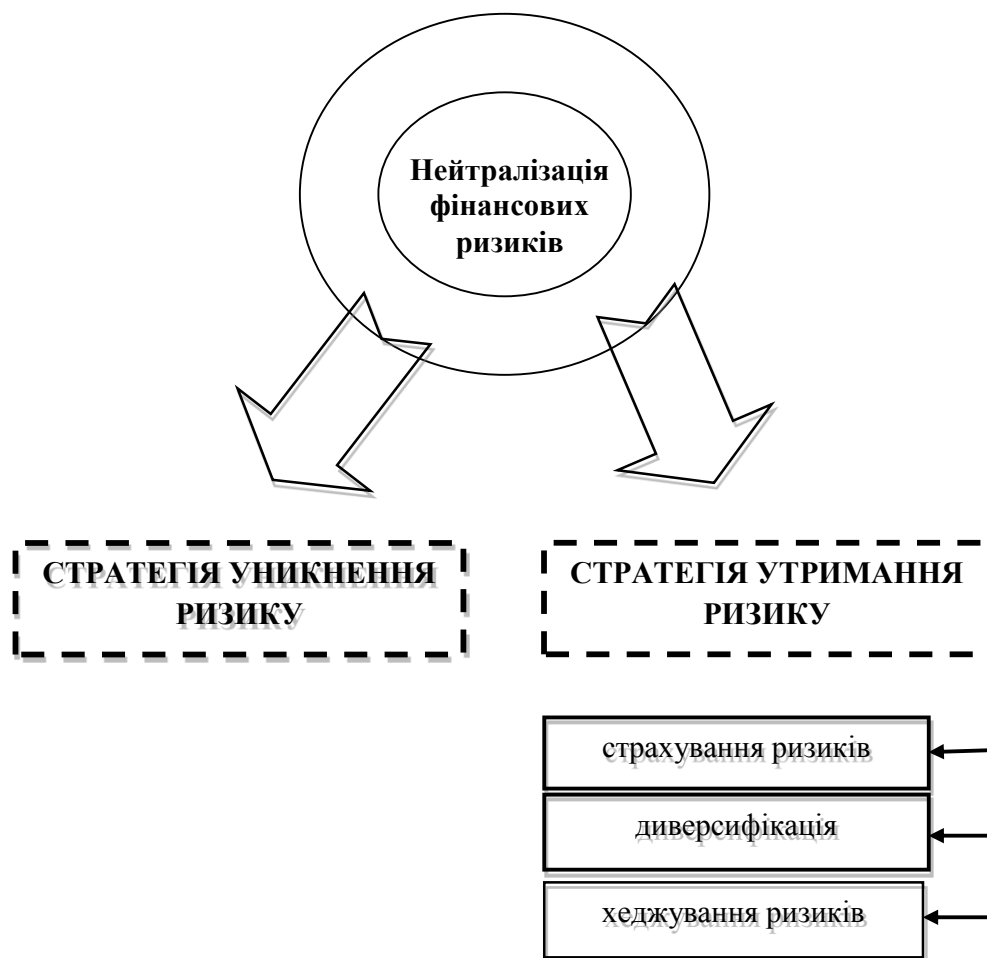 Нейтралізація
фінансових
ризиків
СТРАТЕГІЯ УНИКНЕННЯ
РИЗИКУ
СТРАТЕГІЯ УТРИМАННЯ
РИЗИКУ
страхування ризиків
диверсифікація
хеджування ризиків